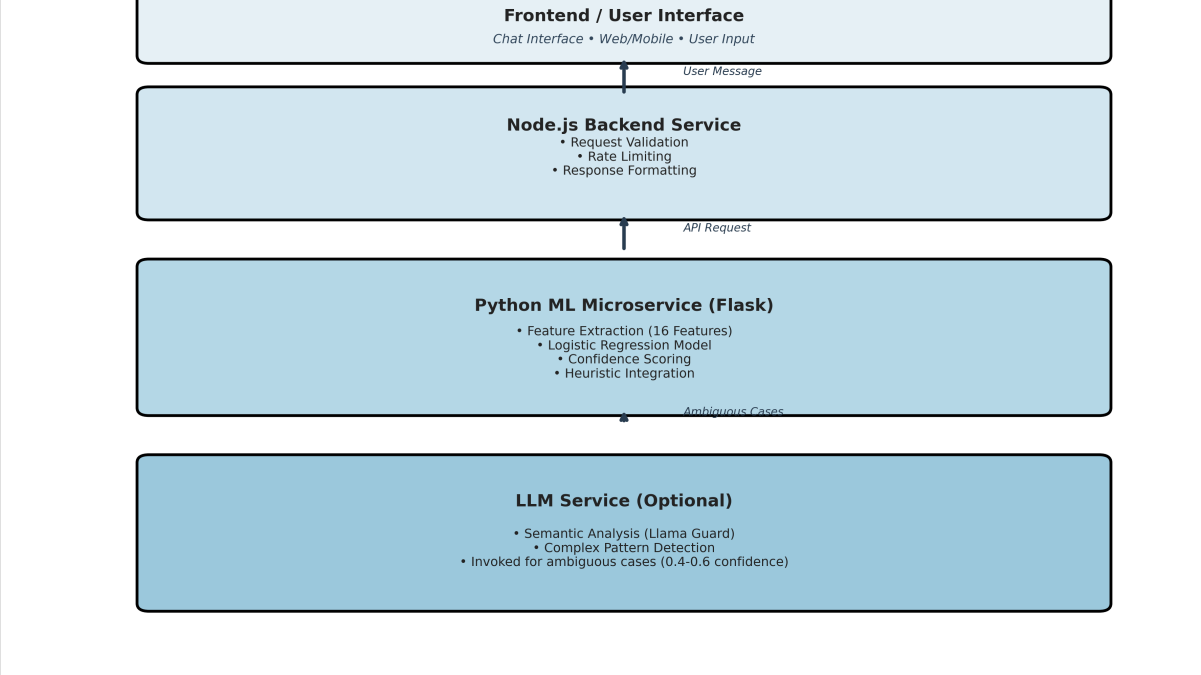 Frontend / User Interface
Chat Interface • Web/Mobile • User Input
User Message
Node.js Backend Service
• Request Validation
• Rate Limiting
• Response Formatting
API Request
Python ML Microservice (Flask)
• Feature Extraction (16 Features)
• Logistic Regression Model
• Confidence Scoring
• Heuristic Integration
Ambiguous Cases
LLM Service (Optional)
• Semantic Analysis (Llama Guard)
• Complex Pattern Detection
• Invoked for ambiguous cases (0.4-0.6 confidence)